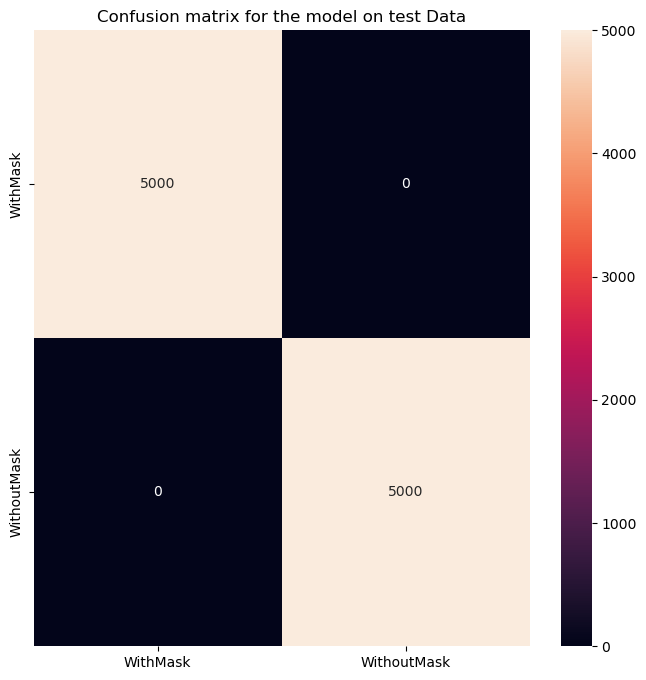 Confusion matrix for the model on test Data
WithMask
5000
0
WithoutMask
0
5000
WithMask
WithoutMask
5000
4000
3000
2000
1000
0